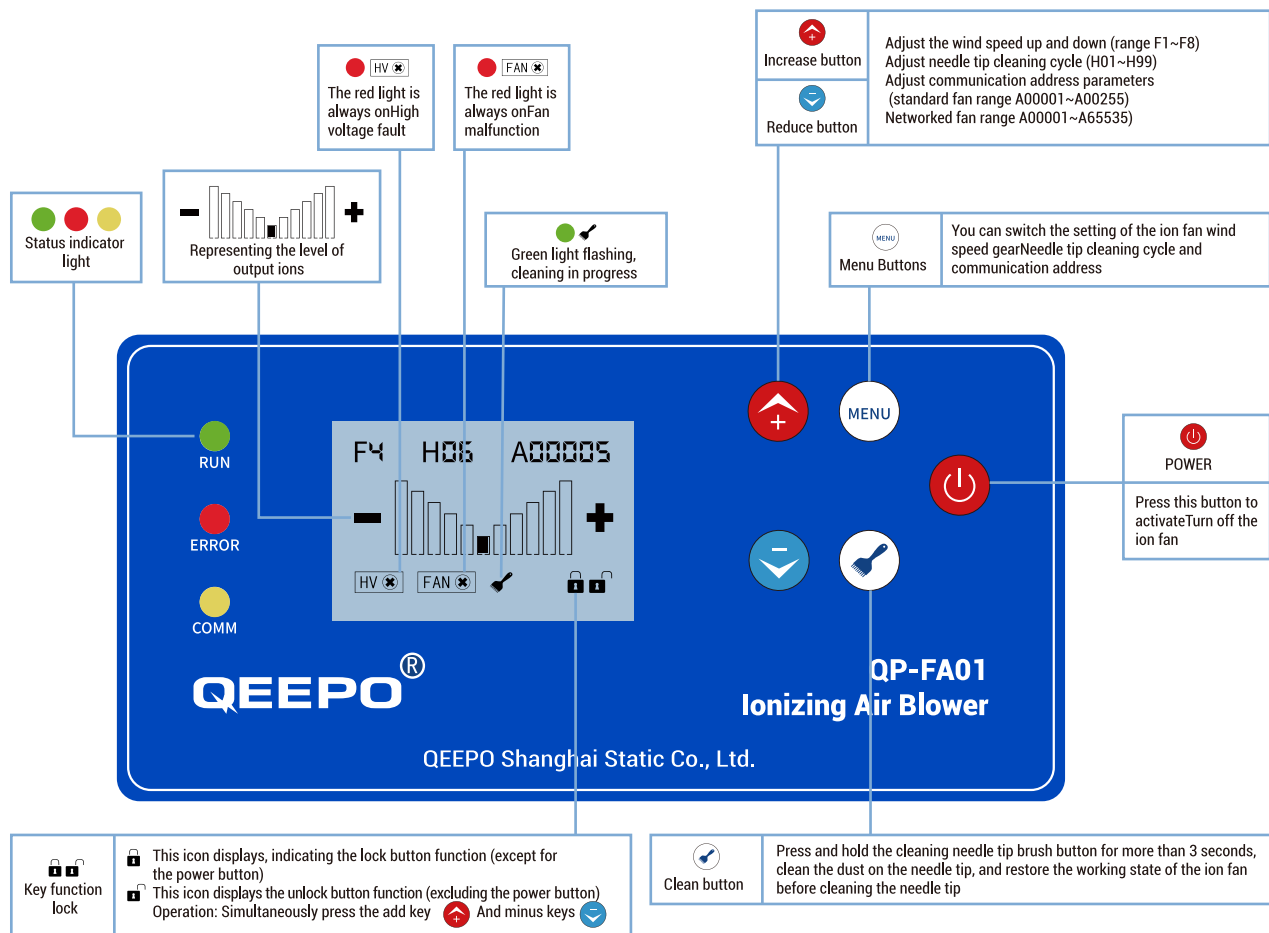 Increase button
Reduce button
Adjust the wind speed up and down (range F1~F8)
Adjust needle tip cleaning cycle (H01~H99)
Adjust communication address parameters
(standard fan range A00001~A00255)
Networked fan range A00001~A65535)
HV
The red light is
always onHigh
voltage fault
FAN
The red light is
always onFan
malfunction
Status indicator
light
Representing the level of
output ions
Green light flashing,
cleaning in progress
MENU
Menu Buttons
You can switch the setting of the ion fan wind
speed gearNeedle tip cleaning cycle and
communication address
RUN
ERROR
COMM
F4 H06 A00005
HV FAN
MENU
POWER
Press this button to
activateTurn off the
ion fan
QEEPO®
QP-FA01
Ionizing Air Blower
QEEPO Shanghai Static Co., Ltd.
Key function
lock
This icon displays, indicating the lock button function (except for
the power button)
This icon displays the unlock button function (excluding the power button)
Operation: Simultaneously press the add key And minus keys
Clean button
Press and hold the cleaning needle tip brush button for more than 3 seconds,
clean the dust on the needle tip, and restore the working state of the ion fan
before cleaning the needle tip